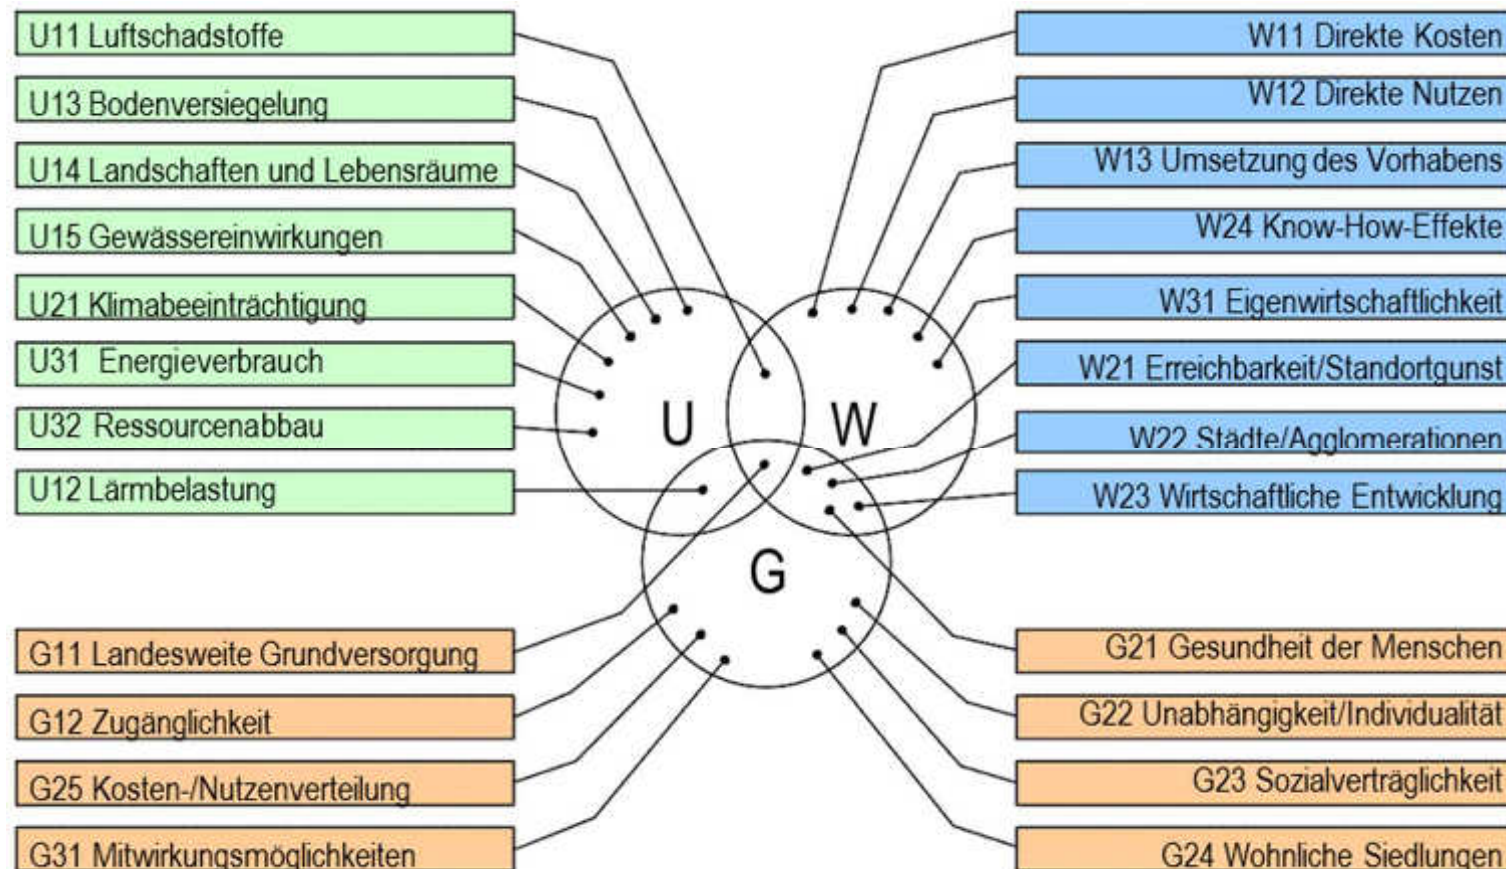 U11 Luftschadstoffe
U13 Bodenversiegelung
U14 Landschaften und Lebensräume
U15 Gewässereinwirkungen
U21 Klimabeeinträchtigung
U31 Energieverbrauch
U32 Ressourcenabbau
U12 Lärmbelastung
W11 Direkte Kosten
W12 Direkte Nutzen
W13 Umsetzung des Vorhabens
W24 Know-How-Effekte
W31 Eigenwirtschaftlichkeit
W21 Erreichbarkeit/Standortgunst
W22 Städte/Agglomerationen
W23 Wirtschaftliche Entwicklung
U
W
G
G11 Landesweite Grundversorgung
G12 Zugänglichkeit
G25 Kosten-/Nutzenverteilung
G31 Mitwirkungsmöglichkeiten
G21 Gesundheit der Menschen
G22 Unabhängigkeit/Individualität
G23 Sozialverträglichkeit
G24 Wohnliche Siedlungen